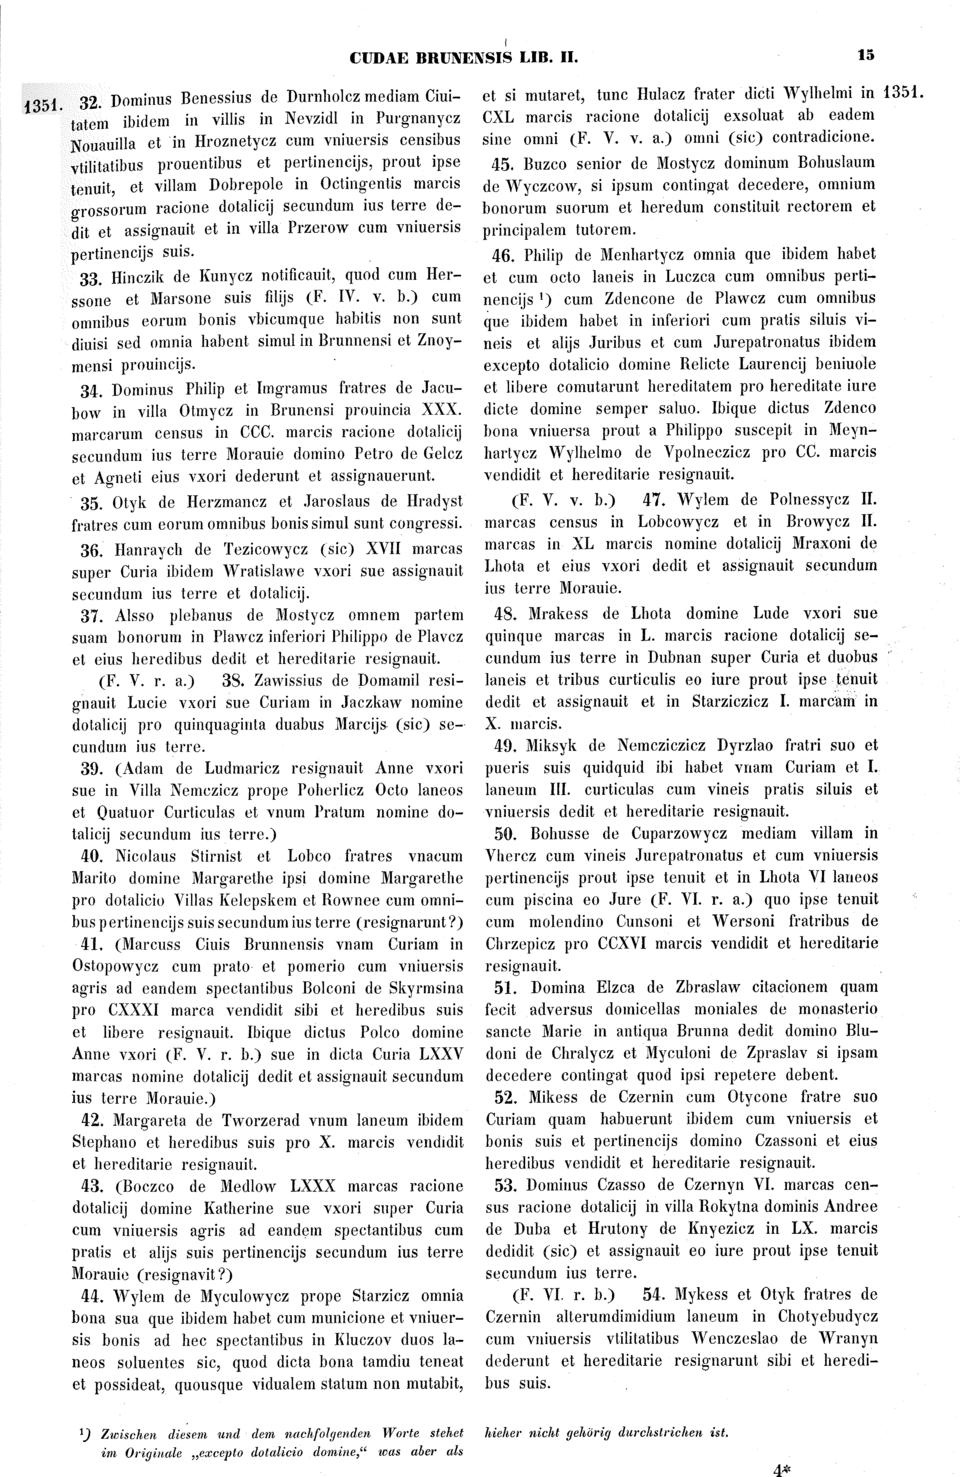 CUDAE BRUNENSIS LIB. II.
15
1351.
32. Dominus Benessius de Durnholcz mediam Ciui-
tatem ibidem in villis in Nevzidl in Purgnanycz
Nouauilla et in Hroznetycz cum vniuersis censibus
vtilitatibus prouentibus et pertinencijs, prout ipse
tenuit, et villam Dobrepole in Octingentis marcis
grossorum racione dotalicij secundum ius terre de-
dit et assignauit et in villa Przerow cum vniuersis
pertinencijs suis.
33. Hinczik de Kunycz notificauit, quod cum Her-
ssone et Marsone suis filijs (F. IV. v. b.) cum
omnibus eorum bonis vbicumque habitis non sunt
diuisi sed omnia habent simul in Brunnensi et Znoy-
mensi prouincijs.
34. Dominus Philip et Imgramus fratres de Jacu-
bow in villa Otmycz in Brunensi prouincia XXX.
marcarum census in CCC. marcis racione dotalicij
secundum ius terre Morauie domino Petro de Gelcz
et Agneti eius vxori dederunt et assignauerunt.
35. Otyk de Herzmancz et Jaroslaus de Hradyst
fratres cum eorum omnibus bonis simul sunt congressi.
36. Hanraych de Tezicowycz (sic) XVII marcas
super Curia ibidem Wratislawe vxori sue assignauit
secundum ius terre et dotalicij.
37. Alsso plebanus de Mostycz omnem partem
suam bonorum in Plawcz inferiori Philippo de Plavcz
et eius heredibus dedit et hereditarie resignauit.
(F. V. r. a.) 38. Zawissius de Domamil resi-
gnauit Lucie vxori sue Curiam in Jaczkaw nomine
dotalicij pro quinquaginta duabus Marcijs (sic) se-
cundum ius terre.
39. (Adam de Ludmaricz resignauit Anne vxori
sue in Villa Nemczicz prope Poherlicz Octo laneos
et Quatuor Curticulas et vnum Pratum nomine do-
talicij secundum ius terre.)
40. Nicolaus Stirnist et Lobco fratres vnacum
Marito domine Margarethe ipsi domine Margarethe
pro dotalicio Villas Kelepskem et Rownee cum omni-
bus pertinencijs suis secundum ius terre (resignarunt?)
41. (Marcuss Ciuis Brunnensis vnam Curiam in
Ostopowycz cum prato et pomerio cum vniuersis
agris ad eandem spectantibus Bolconi de Skyrmsina
pro CXXXI marca vendidit sibi et heredibus suis
et libere resignauit. Ibique dictus Polco domine
Anne vxori (F. V. r. b.) sue in dicta Curia LXXV
marcas nomine dotalicij dedit et assignauit secundum
ius terre Morauie.)
42. Margareta de Tworzerad vnum laneum ibidem
Stephano et heredibus suis pro X. marcis vendidit
et hereditarie resignauit.
43. (Boczco de Medlow LXXX marcas racione
dotalicij domine Katherine sue vxori super Curia
cum vniuersis agris ad eandem spectantibus cum
pratis et alijs suis pertinencijs secundum ius terre
Morauie (resignavit?)
44. Wylem de Myculowycz prope Starzicz omnia
bona sua que ibidem habet cum municione et vniuer-
sis bonis ad hec spectantibus in Kluczov duos la-
neos soluentes sic, quod dicta bona tamdiu teneat
et possideat, quousque vidualem statum non mutabit,
1351.
et si mutaret, tunc Hulacz frater dicti Wylhelmi in
CXL marcis racione dotalicij exsoluat ab eadem
sine omni (F. V. v. a.) omni (sic) contradicione.
45. Buzco senior de Mostycz dominum Bohuslaum
de Wyczcow, si ipsum contingat decedere, omnium
bonorum suorum et heredum constituit rectorem et
principalem tutorem.
46. Philip de Menhartycz omnia que ibidem habet
et cum octo laneis in Luczca cum omnibus perti-
nencijs ¹) cum Zdencone de Plawcz cum omnibus
que ibidem habet in inferiori cum pratis siluis vi-
neis et alijs Juribus et cum Jurepatronatus ibidem
excepto dotalicio domine Relicte Laurencij beniuole
et libere comutarunt hereditatem pro hereditate iure
dicte domine semper saluo. Ibique dictus Zdenco
bona vniuersa prout a Philippo suscepit in Meyn-
hartycz Wylhelmo de Vpolneczicz pro CC. marcis
vendidit et hereditarie resignauit.
(F. V. v. b.) 47. Wylem de Polnessycz II.
marcas census in Lobcowycz et in Browycz II.
marcas in XL marcis nomine dotalicij Mraxoni de
Lhota et eius vxori dedit et assignauit secundum
ius terre Morauie.
48. Mrakess de Lhota domine Lude vxori sue
quinque marcas in L. marcis racione dotalicij se-
cundum ius terre in Dubnan super Curia et duobus
laneis et tribus curticulis eo iure prout ipse tenuit
dedit et assignauit et in Starziczicz I. marcam in
X. marcis.
49. Miksyk de Nemcziczicz Dyrzlao fratri suo et
pueris suis quidquid ibi habet vnam Curiam et I.
laneum III. curticulas cum vineis pratis siluis et
vniuersis dedit et hereditarie resignauit.
50. Bohusse de Cuparzowycz mediam villam in
Vhercz cum vineis Jurepatronatus et cum vniuersis
pertinencijs prout ipse tenuit et in Lhota VI laneos
cum piscina eo Jure (F. VI. r. a.) quo ipse tenuit
cum molendino Cunsoni et Wersoni fratribus de
Chrzepicz pro CCXVI marcis vendidit et hereditarie
resignauit.
51. Domina Elzca de Zbraslaw citacionem quam
fecit adversus domicellas moniales de monasterio
sancte Marie in antiqua Brunna dedit domino Blu-
doni de Chralycz et Myculoni de Zpraslav si ipsam
decedere contingat quod ipsi repetere debent.
52. Mikess de Czernin cum Otycone fratre suo
Curiam quam habuerunt ibidem cum vniuersis et
bonis suis et pertinencijs domino Czassoni et eius
heredibus vendidit et hereditarie resignauit.
53. Dominus Czasso de Czernyn VI. marcas cen-
sus racione dotalicij in villa Rokytna dominis Andree
de Duba et Hrutony de Knyezicz in LX. marcis
dedidit (sic) et assignauit eo iure prout ipse tenuit
secundum ius terre.
(F. VI. r. b.) 54. Mykess et Otyk fratres de
Czernin alterumdimidium laneum in Chotyebudycz
cum vniuersis vtilitatibus Wenczeslao de Wranyn
dederunt et hereditarie resignarunt sibi et heredi-
bus suis.
¹) Zwischen diesem und dem nachfolgenden Worte stehet
im Originale „excepto dotalicio domine,“ was aber als
hieher nicht gehörig durchstrichen ist.
4*